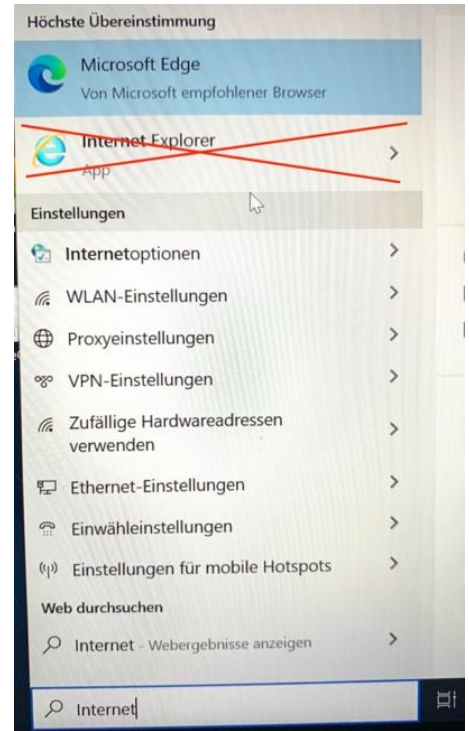 Höchste Übereinstimmung
Microsoft Edge
Von Microsoft empfohlener Browser
Internet Explorer
App
Einstellungen
Internetoptionen
WLAN-Einstellungen
Proxyeinstellungen
VPN-Einstellungen
Zufällige Hardwareadressen
verwenden
Ethernet-Einstellungen
Einwähleinstellungen
Einstellungen für mobile Hotspots
Web durchsuchen
Internet - Webergebnisse anzeigen
Internet